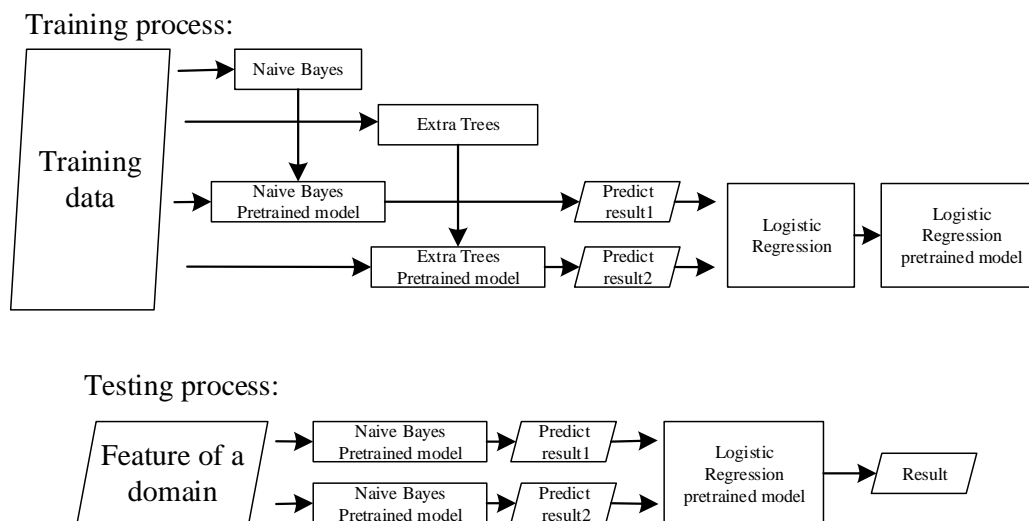 Training process:
Naive Bayes
Extra Trees
Training
data
Naive Bayes
Pretrained model
Predict
result1
Extra Trees
Pretrained model
Predict
result2
Logistic
Regression
Logistic
Regression
pretrained model
Testing process:
Feature of a
domain
Naive Bayes
Pretrained model
Predict
result1
Naive Bayes
Pretrained model
Predict
result2
Logistic
Regression
pretrained model
Result